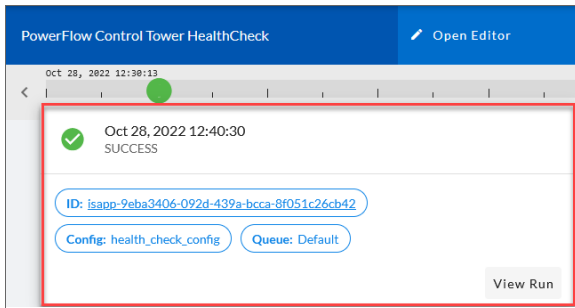 PowerFlow Control Tower HealthCheck
Open Editor
Oct 28, 2022 12:30:13
Oct 28, 2022 12:40:30
SUCCESS
ID: isapp-9eba3406-092d-439a-bcca-8f051c26cb42
Config: health_check_config Queue: Default
View Run